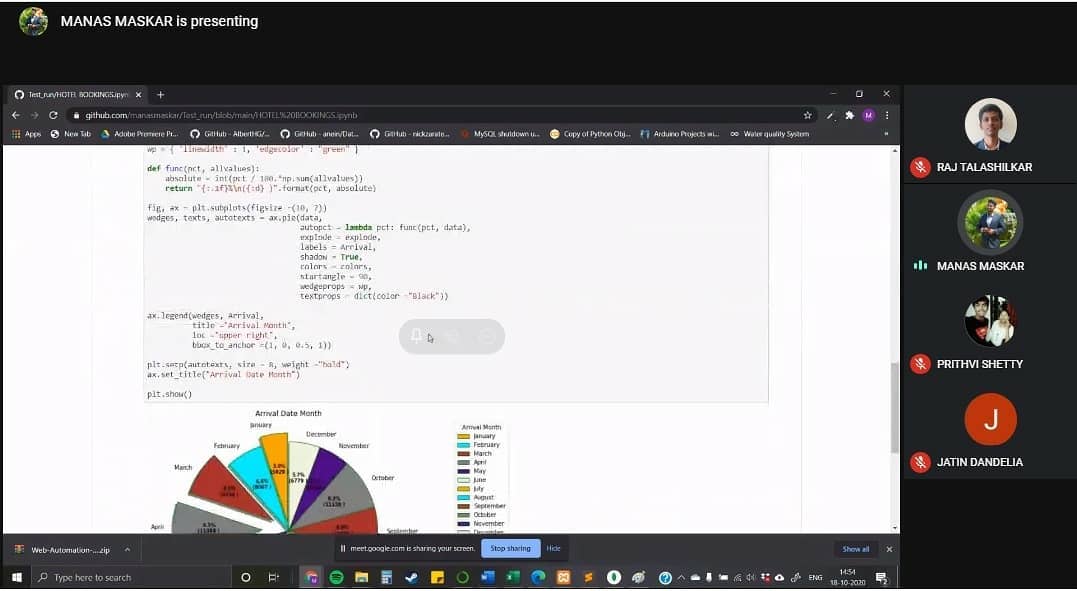 MANAS MASKAR is presenting
Test_run/HOTEL BOOKINGS.ipyn
github.com/manasmaskar/Test_run/blob/main/HOTEL%20BOOKINGS.ipynb
M
Apps New Tab Adobe Premiere Pr... GitHub - AlbertHG/... GitHub - anein/Dat... GitHub - nickzarate... MySQL shutdown u... Copy of Python Obj... Arduino Projects wi... Water quality System »
wp = { 'linewidth' : 1, 'edgecolor' : "green" }
def func(pct, allvalues):
absolute = int(pct / 100.*np.sum(allvalues))
return "{:.1f}%\n({:d} )".format(pct, absolute)
fig, ax = plt.subplots(figsize =(10, 7))
wedges, texts, autotexts = ax.pie(data,
autopct = lambda pct: func(pct, data),
explode = explode,
labels = Arrival,
shadow = True,
colors = colors,
startangle = 90,
wedgeprops = wp,
textprops = dict(color ="Black"))
ax.legend(wedges, Arrival,
title ="Arrival Month",
loc ="upper right",
bbox_to_anchor =(1, 0, 0.5, 1))
plt.setp(autotexts, size = 8, weight ="bold")
ax.set_title("Arrival Date Month")
plt.show()
Arrival Date Month
January
December
February
November
March
October
April
September
5.7%
(6779
Arrival Month
January
February
March
April
May
June
July
August
September
October
November
December
RAJ TALASHILKAR
MANAS MASKAR
PRITHVI SHETTY
J
JATIN DANDELIA
Web-Automation-...zip
meet.google.com is sharing your screen.
Stop sharing
Hide
Show all
Type here to search
ENG
14:54
18-10-2020